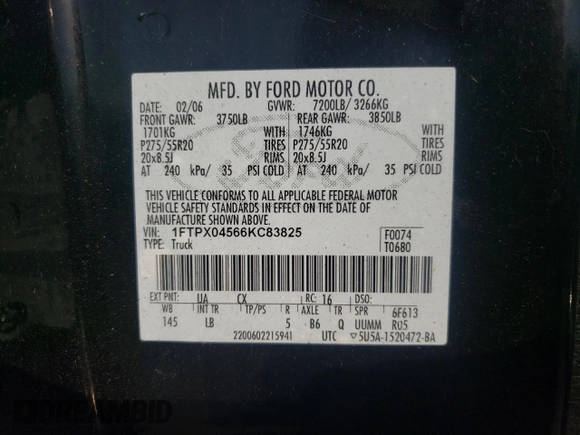 MFD. BY FORD MOTOR CO.
DATE: 02/06 GVWR: 7200LB/ 3266KG
FRONT GAWR: 3750LB REAR GAWR: 3850LB
1701KG WITH 1746KG WITH
P275/55R20 TIRES P275/55R20 TIRES
20x8.5J RIMS 20x8.5J RIMS
AT 240 kPa/ 35 PSI COLD AT 240 kPa/ 35 PSI COLD
THIS VEHICLE CONFORMS TO ALL APPLICABLE FEDERAL MOTOR
VEHICLE SAFETY STANDARDS IN EFFECT ON THE DATE OF
MANUFACTURE SHOWN ABOVE.
VIN: 1FTPX04566KC83825 F0074
TYPE: Truck T0680
EXT PNT: UA CX RC: 16 DSO:
WB INT TR TP/PS R AXLE TR SPR 6F613
145 LB 5 B6 Q UUMM R05
2200602215941 UTC ▽5U5A-1520472-BA
Ford
DREAMBID